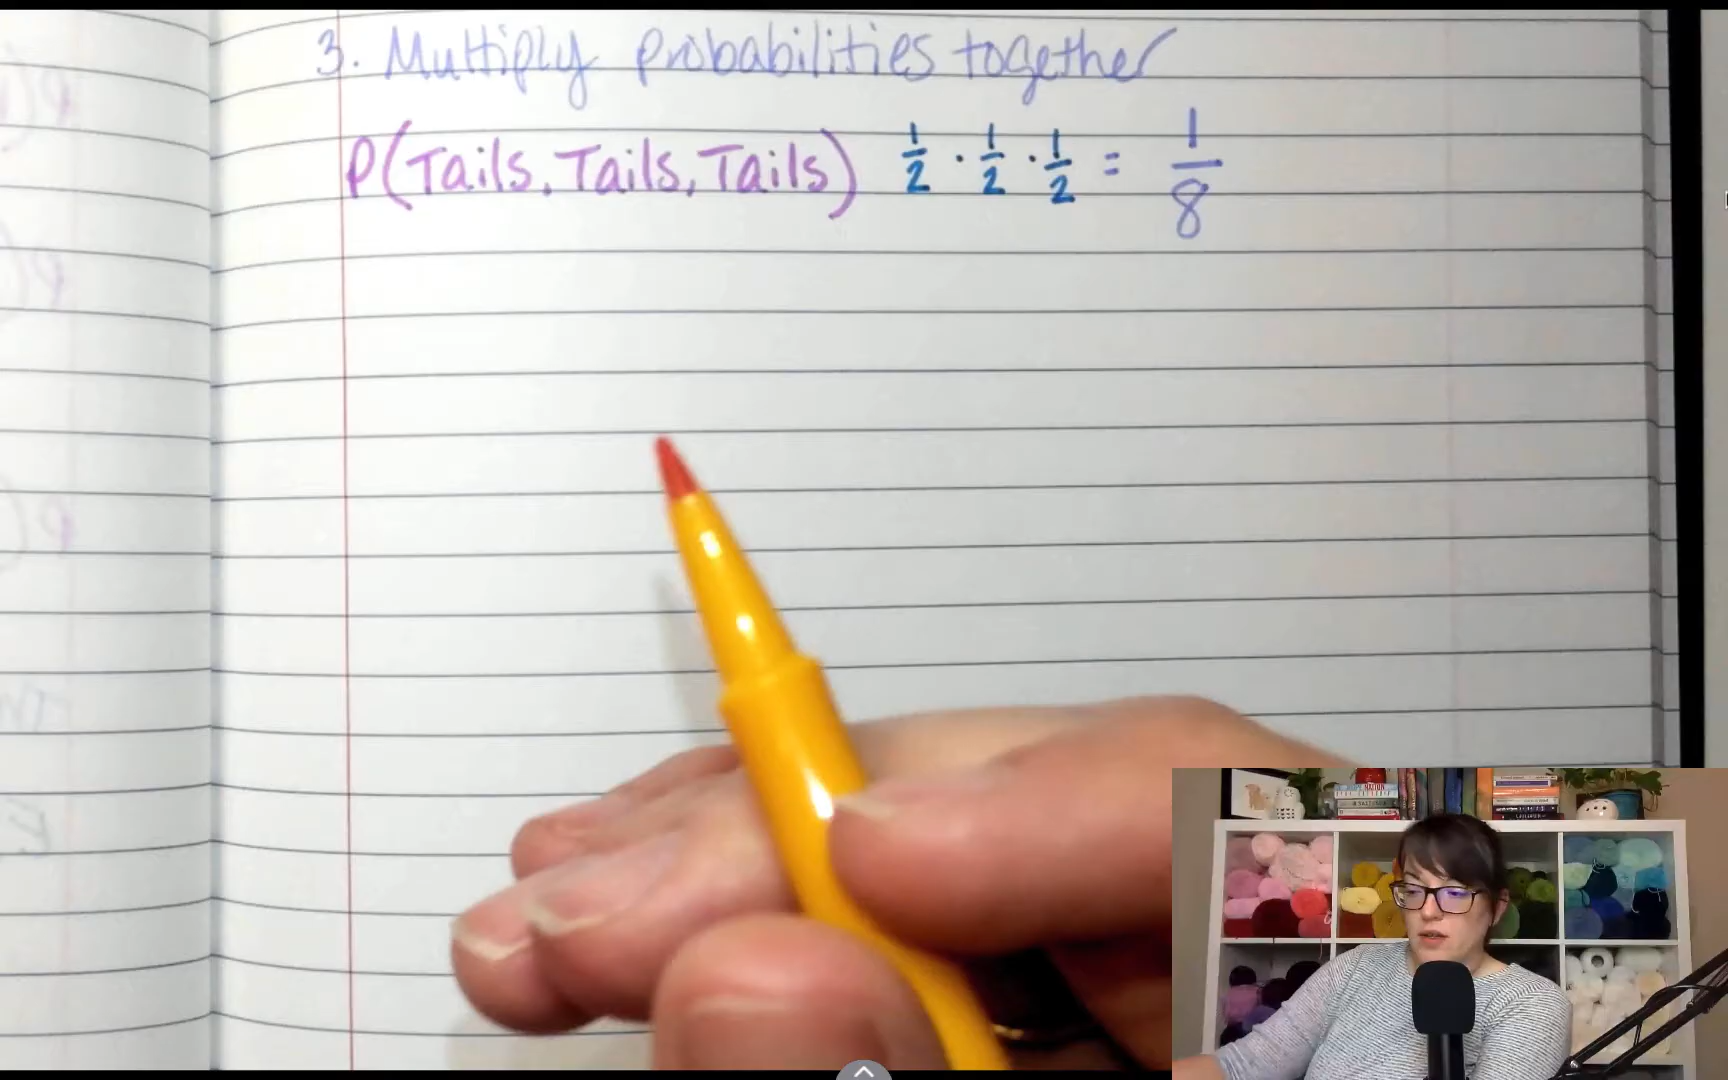 3. Multiply probabilities together
P(Tails, Tails, Tails) 1/2 · 1/2 · 1/2 = 1/8